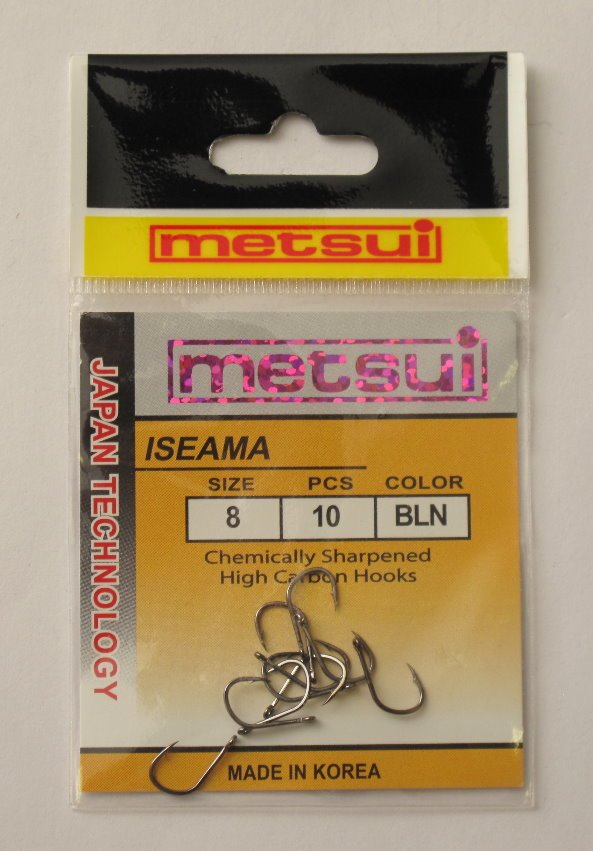 metsui
metsui
JAPAN TECHNOLOGY
ISEAMA
SIZE PCS COLOR
8 10 BLN
Chemically Sharpened
High Carbon Hooks
MADE IN KOREA